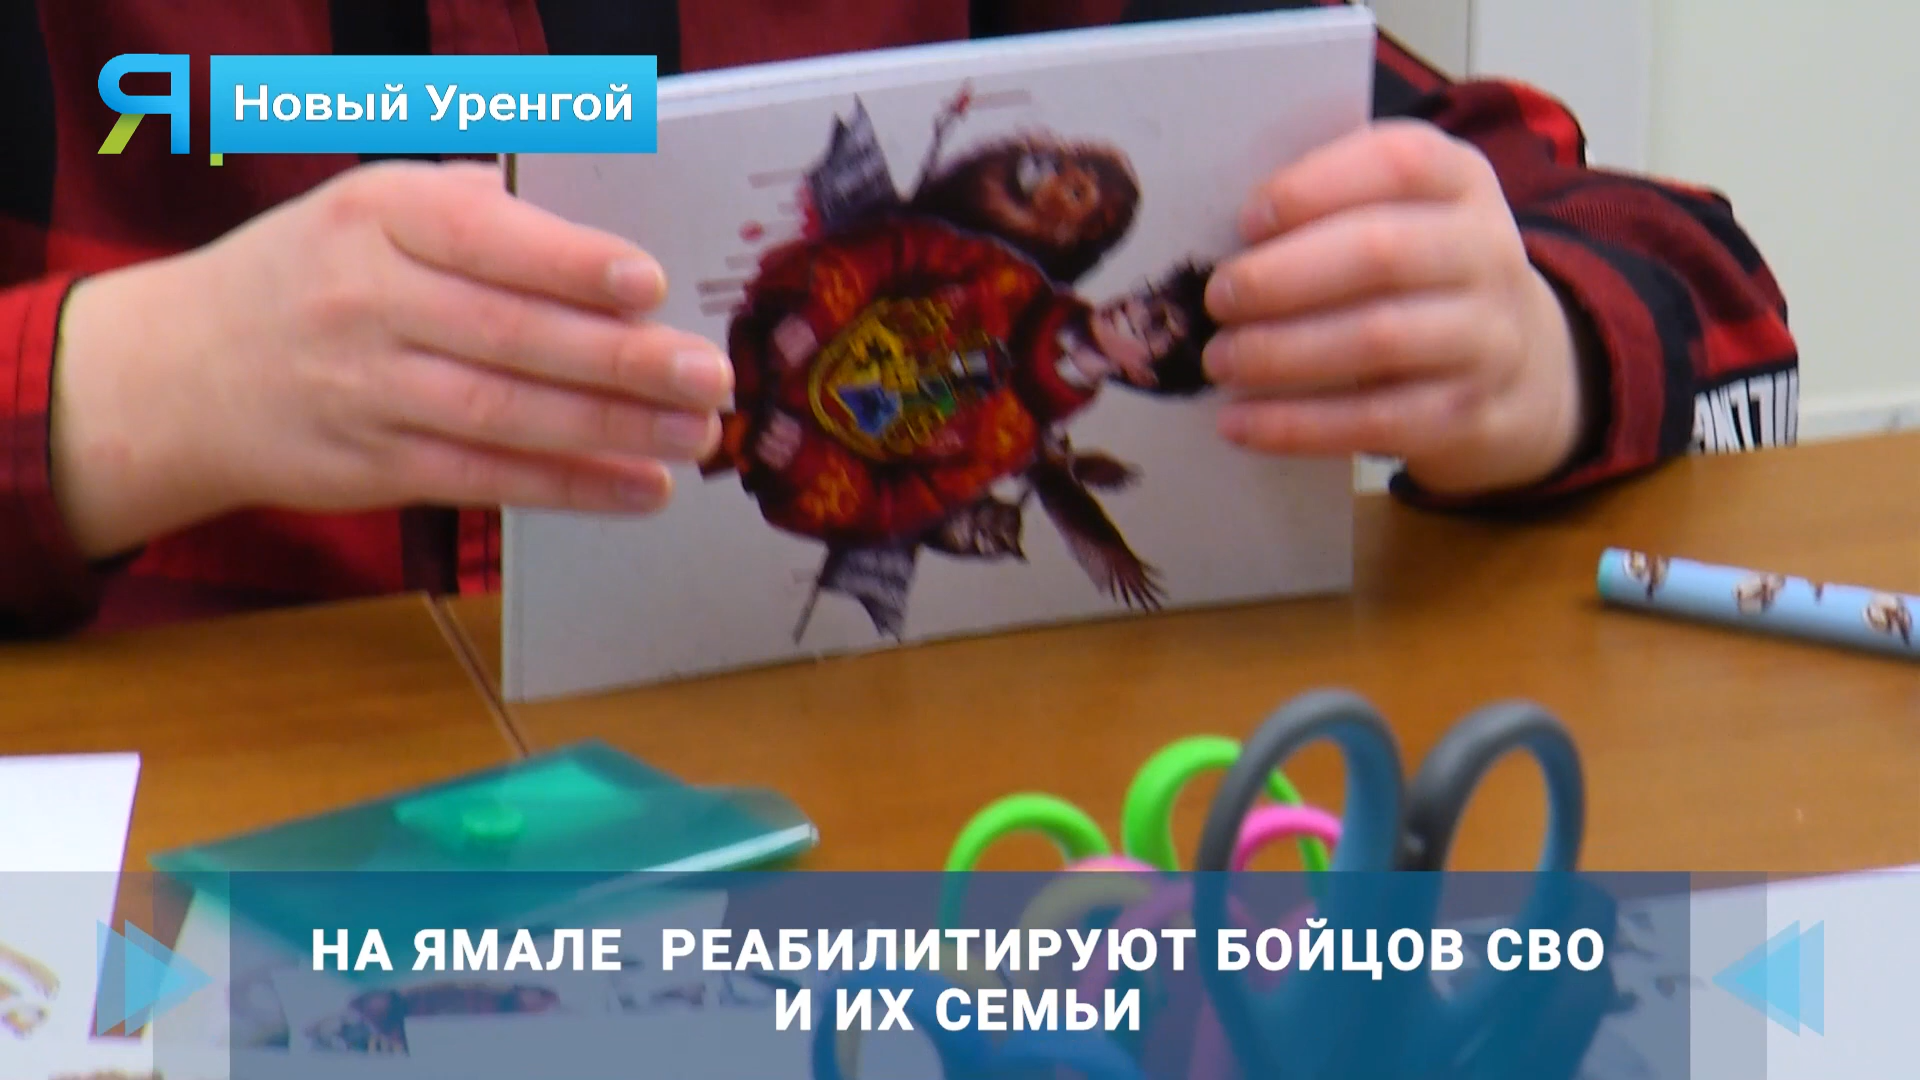 Я Новый Уренгой
НА ЯМАЛЕ РЕАБИЛИТИРУЮТ БОЙЦОВ СВО
И ИХ СЕМЬИ